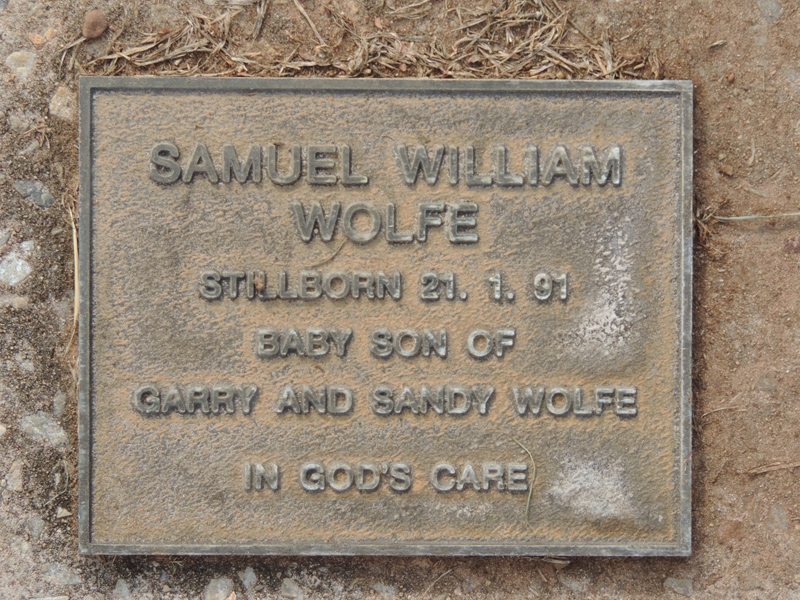 SAMUEL WILLIAM
WOLFE
STILLBORN 21. 1. 91
BABY SON OF
GARRY AND SANDY WOLFE
IN GOD'S CARE